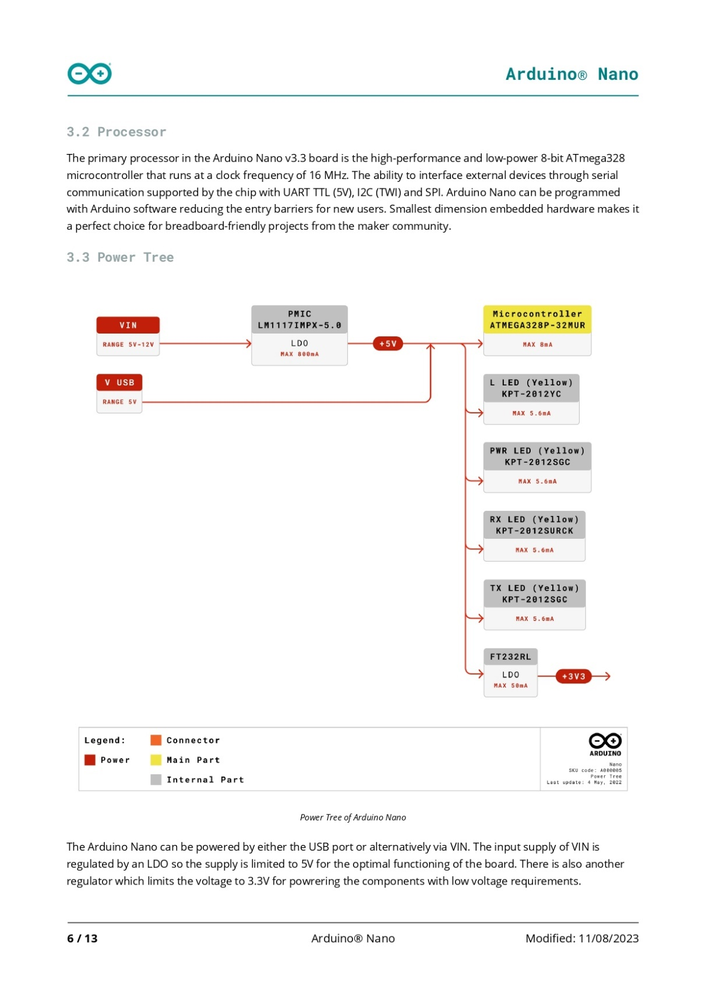 Arduino® Nano
3.2 Processor
The primary processor in the Arduino Nano v3.3 board is the high-performance and low-power 8-bit ATmega328
microcontroller that runs at a clock frequency of 16 MHz. The ability to interface external devices through serial
communication supported by the chip with UART TTL (5V), I2C (TWI) and SPI. Arduino Nano can be programmed
with Arduino software reducing the entry barriers for new users. Smallest dimension embedded hardware makes it
a perfect choice for breadboard-friendly projects from the maker community.
3.3 Power Tree
VIN
RANGE 5V-12V
PMIC
LM1117IMPX-5.0
LDO
MAX 800mA
+5V
Microcontroller
ATMEGA328P-32MUR
MAX 8mA
V USB
RANGE 5V
L LED (Yellow)
KPT-2012YC
MAX 5.6mA
PWR LED (Yellow)
KPT-2012SGC
MAX 5.6mA
RX LED (Yellow)
KPT-2012SURCK
MAX 5.6mA
TX LED (Yellow)
KPT-2012SGC
MAX 5.6mA
FT232RL
LDO
MAX 50mA
+3V3
Legend:
Power
Connector
Main Part
Internal Part
ARDUINO
Nano
SKU code: A000005
Power Tree
Last update: 4 May, 2022
Power Tree of Arduino Nano
The Arduino Nano can be powered by either the USB port or alternatively via VIN. The input supply of VIN is
regulated by an LDO so the supply is limited to 5V for the optimal functioning of the board. There is also another
regulator which limits the voltage to 3.3V for powrering the components with low voltage requirements.
6 / 13
Arduino® Nano
Modified: 11/08/2023